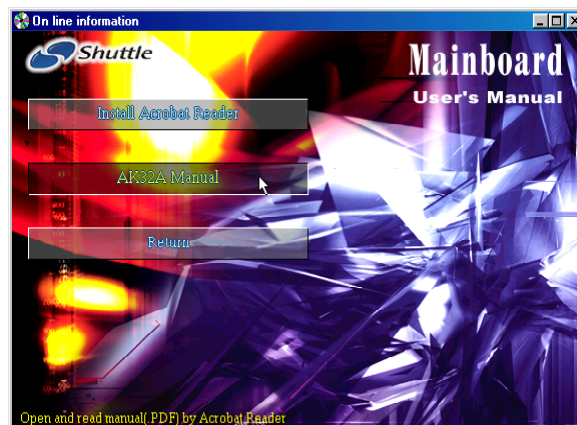 On line information
Shuttle
Mainboard
User's Manual
Install Acrobat Reader
AK32A Manual
Return
Open and read manual(.PDF) by Acrobat Reader